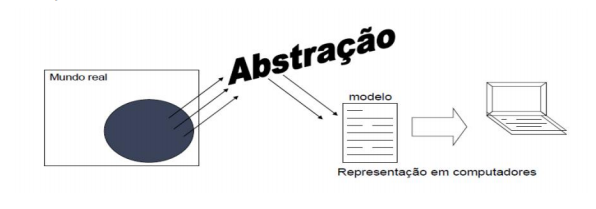 Abstração
Mundo real
modelo
Representação em computadores